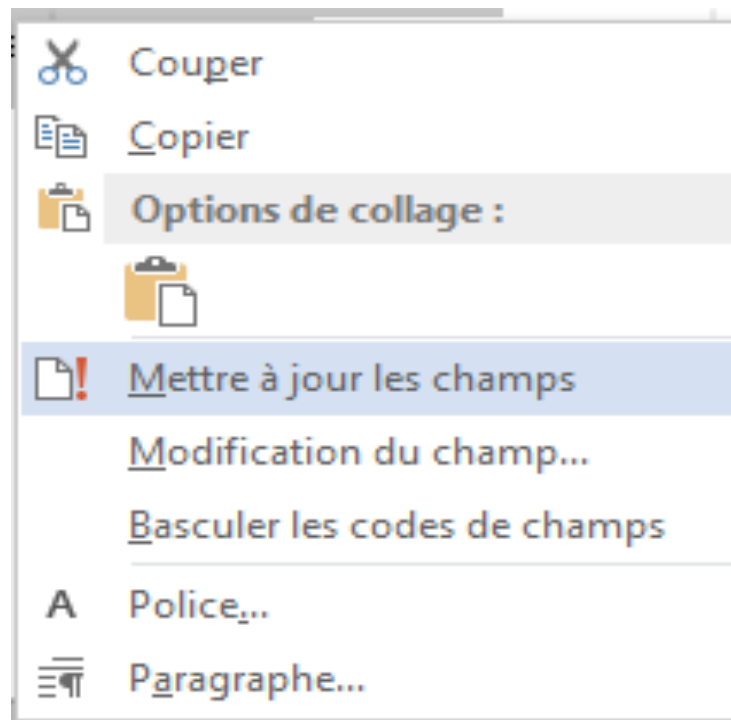 Couper
Copier
Options de collage :
Mettre à jour les champs
Modification du champ...
Basculer les codes de champs
Police...
Paragraphe...